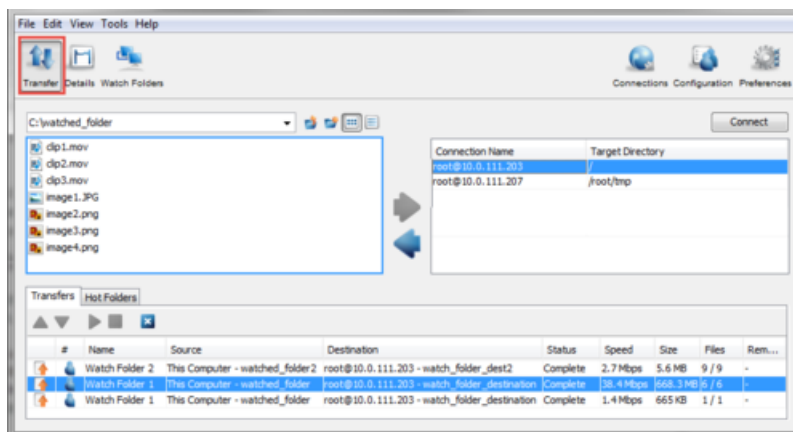 File Edit View Tools Help
Transfer Details Watch Folders Connections Configuration Preferences
C:\watched_folder Connect
clip1.mov
clip2.mov
clip3.mov
image1.JPG
image2.png
image3.png
image4.png
Connection Name Target Directory
root@10.0.111.203 /
root@10.0.111.207 /root/tmp
Transfers Hot Folders
# Name Source Destination Status Speed Size Files Rem...
Watch Folder 2 This Computer - watched_folder2 root@10.0.111.203 - watch_folder_dest2 Complete 2.7 Mbps 5.6 MB 9 / 9 -
Watch Folder 1 This Computer - watched_folder root@10.0.111.203 - watch_folder_destination Complete 38.4 Mbps 668.3 MB 6 / 6 -
Watch Folder 1 This Computer - watched_folder root@10.0.111.203 - watch_folder_destination Complete 1.4 Mbps 665 KB 1 / 1 -